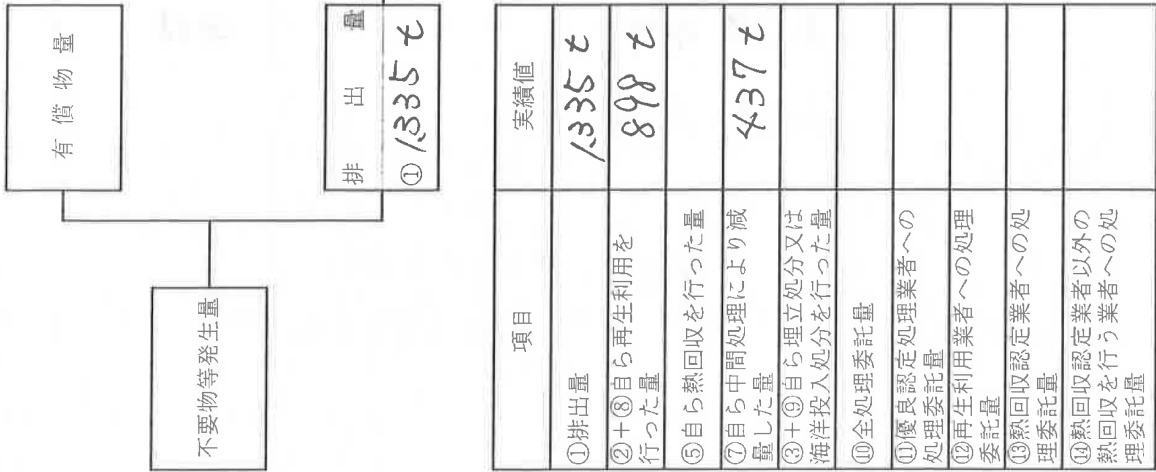 有償物量
不要物等発生量
排出量
① 1,335 t
項目
実績値
①排出量
1,335 t
②+⑧自ら再生利用を
行った量
898 t
⑤自ら熱回収を行った量
⑦自ら中間処理により減
量した量
437 t
③+⑨自ら埋立処分又は
海洋投入処分を行った量
⑩全処理委託量
⑪優良認定処理業者への
処理委託量
⑫再生利用業者への処理
委託量
⑬熱回収認定業者への処
理委託量
⑭熱回収認定業者以外の
熱回収を行う業者への処
理委託量